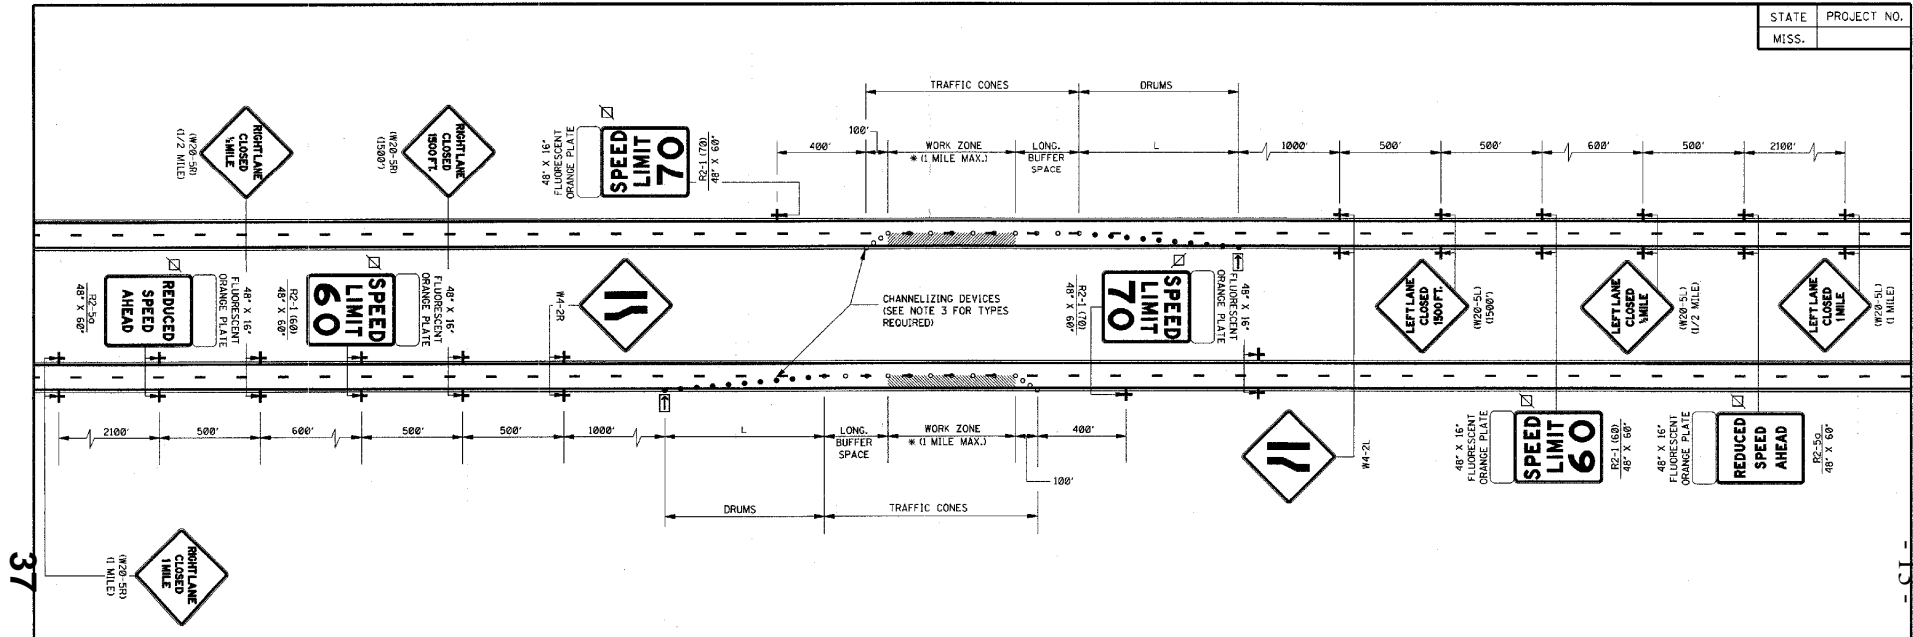 STATE PROJECT NO.
MISS.
TRAFFIC CONES
DRUMS
100'
400'
WORK ZONE
* (1 MILE MAX.)
LONG.
BUFFER
SPACE
L
1000'
500'
500'
600'
500'
2100'
RIGHT LANE
CLOSED
½MILE
(W20-5R)
(1/2 MILE)
RIGHT LANE
CLOSED
1500 FT.
(W20-5R)
(1500')
48" X 16"
FLUORESCENT
ORANGE PLATE
SPEED
LIMIT
70
R2-1 (70)
48" X 60"
R2-5a
48" X 60"
REDUCED
SPEED
AHEAD
48" X 16"
FLUORESCENT
ORANGE PLATE
R2-1 (60)
48" X 60"
SPEED
LIMIT
60
48" X 16"
FLUORESCENT
ORANGE PLATE
W4-2R
CHANNELIZING DEVICES
(SEE NOTE 3 FOR TYPES
REQUIRED)
R2-1 (70)
48" X 60"
SPEED
LIMIT
70
48" X 16"
FLUORESCENT
ORANGE PLATE
LEFT LANE
CLOSED
1500 FT.
(W20-5L)
(1500')
LEFT LANE
CLOSED
½MILE
(W20-5L)
(1/2 MILE)
LEFT LANE
CLOSED
1 MILE
(W20-5L)
(1 MILE)
2100'
500'
600'
500'
500'
1000'
L
LONG.
BUFFER
SPACE
WORK ZONE
* (1 MILE MAX.)
400'
100'
DRUMS
TRAFFIC CONES
W4-2L
48" X 16"
FLUORESCENT
ORANGE PLATE
SPEED
LIMIT
60
R2-1 (60)
48" X 60"
48" X 16"
FLUORESCENT
ORANGE PLATE
REDUCED
SPEED
AHEAD
R2-5a
48" X 60"
(W20-5R)
(1 MILE)
RIGHT LANE
CLOSED
1 MILE
37